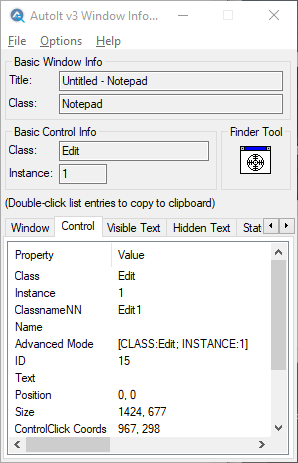 AutoIt v3 Window Info...
File Options Help
Basic Window Info
Title: Untitled - Notepad
Class: Notepad
Basic Control Info
Finder Tool
Class: Edit
Instance: 1
(Double-click list entries to copy to clipboard)
Window Control Visible Text Hidden Text Stat
Property Value
Class Edit
Instance 1
ClassnameNN Edit1
Name
Advanced Mode [CLASS:Edit; INSTANCE:1]
ID 15
Text
Position 0, 0
Size 1424, 677
ControlClick Coords 967, 298